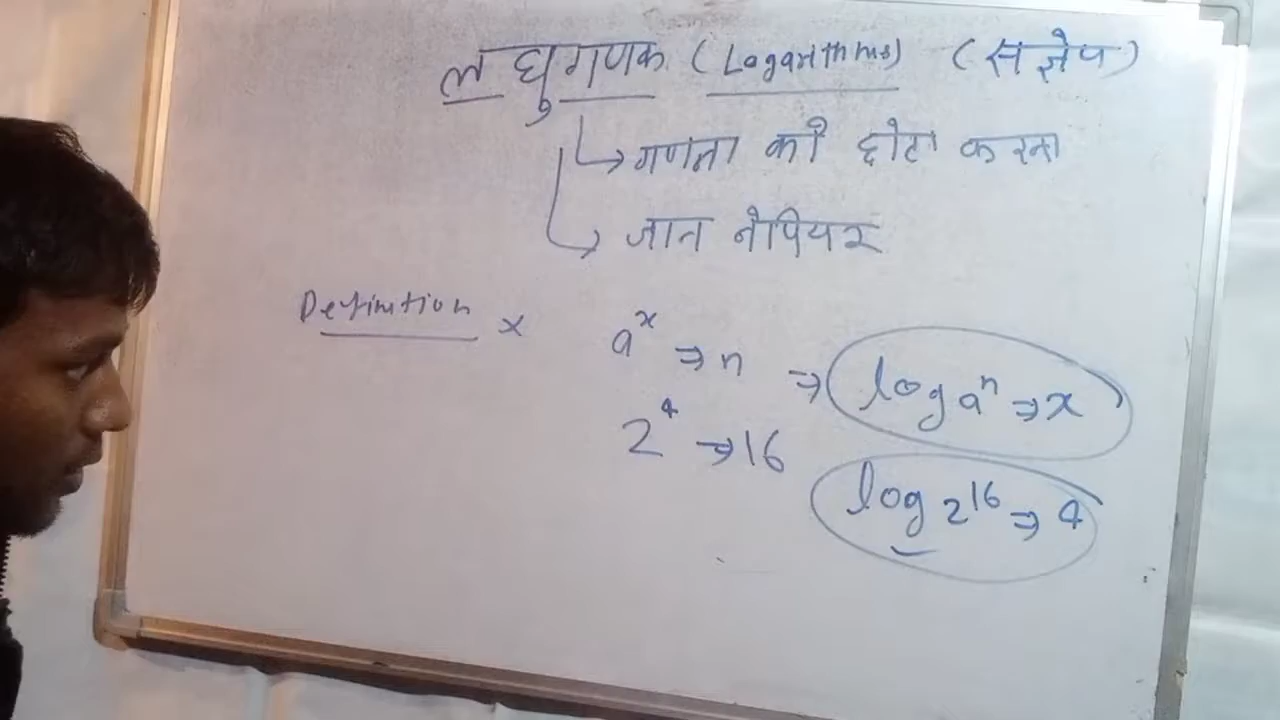 लघुगणक (Logarithms) (संक्षेप)
गणना को छोटा करना
जान नेपियर
Definition x a^x ⇒ n ⇒ log a^n ⇒ x
2^4 ⇒ 16
log 2^16 ⇒ 4